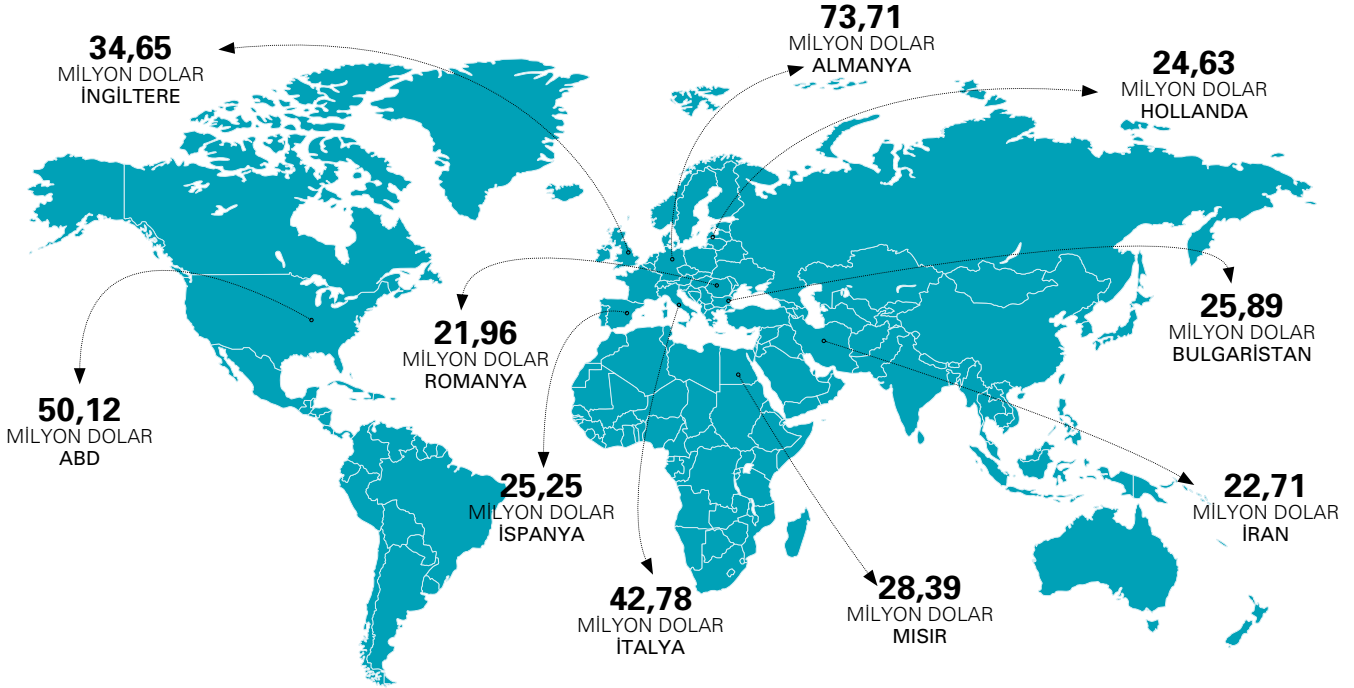 73,71
MİLYON DOLAR
ALMANYA
34,65
MİLYON DOLAR
İNGİLTERE
24,63
MİLYON DOLAR
HOLLANDA
25,89
MİLYON DOLAR
BULGARİSTAN
21,96
MİLYON DOLAR
ROMANYA
50,12
MİLYON DOLAR
ABD
25,25
MİLYON DOLAR
İSPANYA
22,71
MİLYON DOLAR
İRAN
42,78
MİLYON DOLAR
İTALYA
28,39
MİLYON DOLAR
MISIR